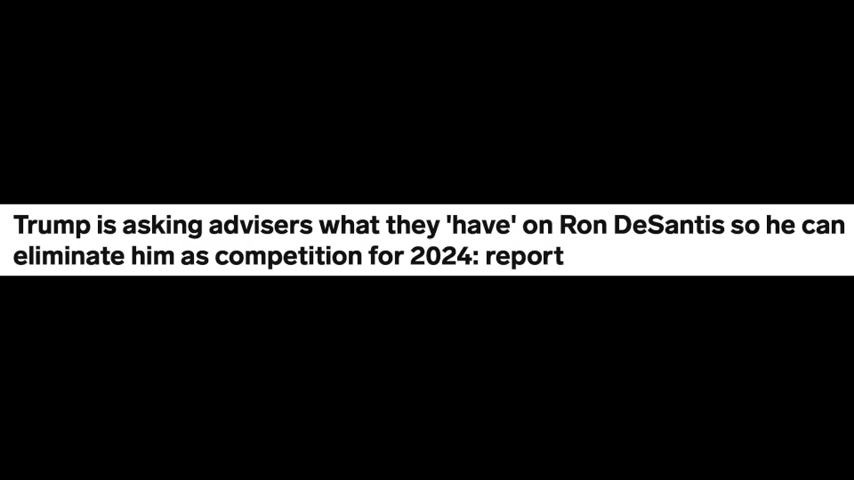 Trump is asking advisers what they 'have' on Ron DeSantis so he can
eliminate him as competition for 2024: report